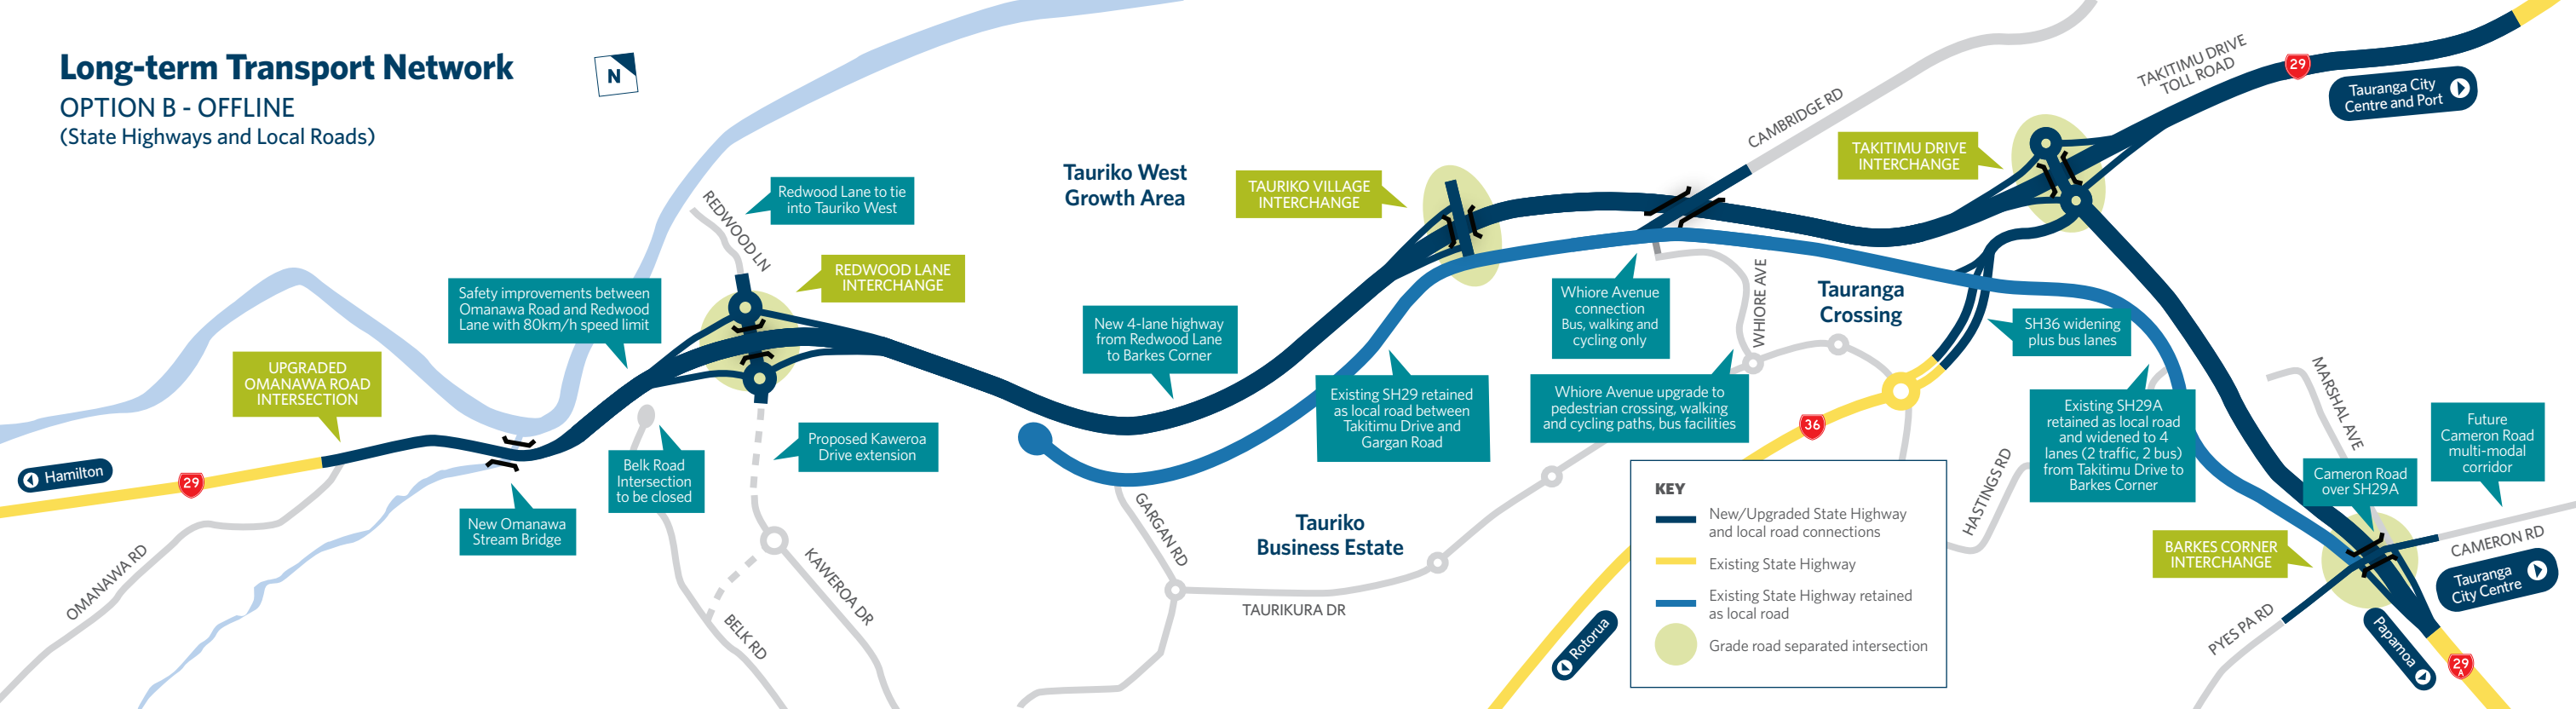 Long-term Transport Network
OPTION B - OFFLINE
(State Highways and Local Roads)
N
Hamilton
29
UPGRADED
OMANAWA ROAD
INTERSECTION
OMANAWA RD
Safety improvements between
Omanawa Road and Redwood
Lane with 80km/h speed limit
New Omanawa
Stream Bridge
REDWOOD LN
Redwood Lane to tie
into Tauriko West
REDWOOD LANE
INTERCHANGE
Belk Road
Intersection
to be closed
Proposed Kaweroa
Drive extension
KAWEROA DR
BELK RD
Tauriko West
Growth Area
New 4-lane highway
from Redwood Lane
to Barkes Corner
GARGAN RD
Tauriko
Business Estate
TAURIKURA DR
TAURIKO VILLAGE
INTERCHANGE
Existing SH29 retained
as local road between
Takitimu Drive and
Gargan Road
CAMBRIDGE RD
Whiore Avenue
connection
Bus, walking and
cycling only
WHIORE AVE
Whiore Avenue upgrade to
pedestrian crossing, walking
and cycling paths, bus facilities
Tauranga
Crossing
36
Rotorua
TAKITIMU DRIVE
INTERCHANGE
TAKITIMU DRIVE
TOLL ROAD
29
Tauranga City
Centre and Port
SH36 widening
plus bus lanes
HASTINGS RD
Existing SH29A
retained as local road
and widened to 4
lanes (2 traffic, 2 bus)
from Takitimu Drive to
Barkes Corner
MARSHAL AVE
Cameron Road
over SH29A
Future
Cameron Road
multi-modal
corridor
BARKES CORNER
INTERCHANGE
CAMERON RD
Tauranga
City Centre
PYES PA RD
Papamoa
29
A
KEY
New/Upgraded State Highway
and local road connections
Existing State Highway
Existing State Highway retained
as local road
Grade road separated intersection